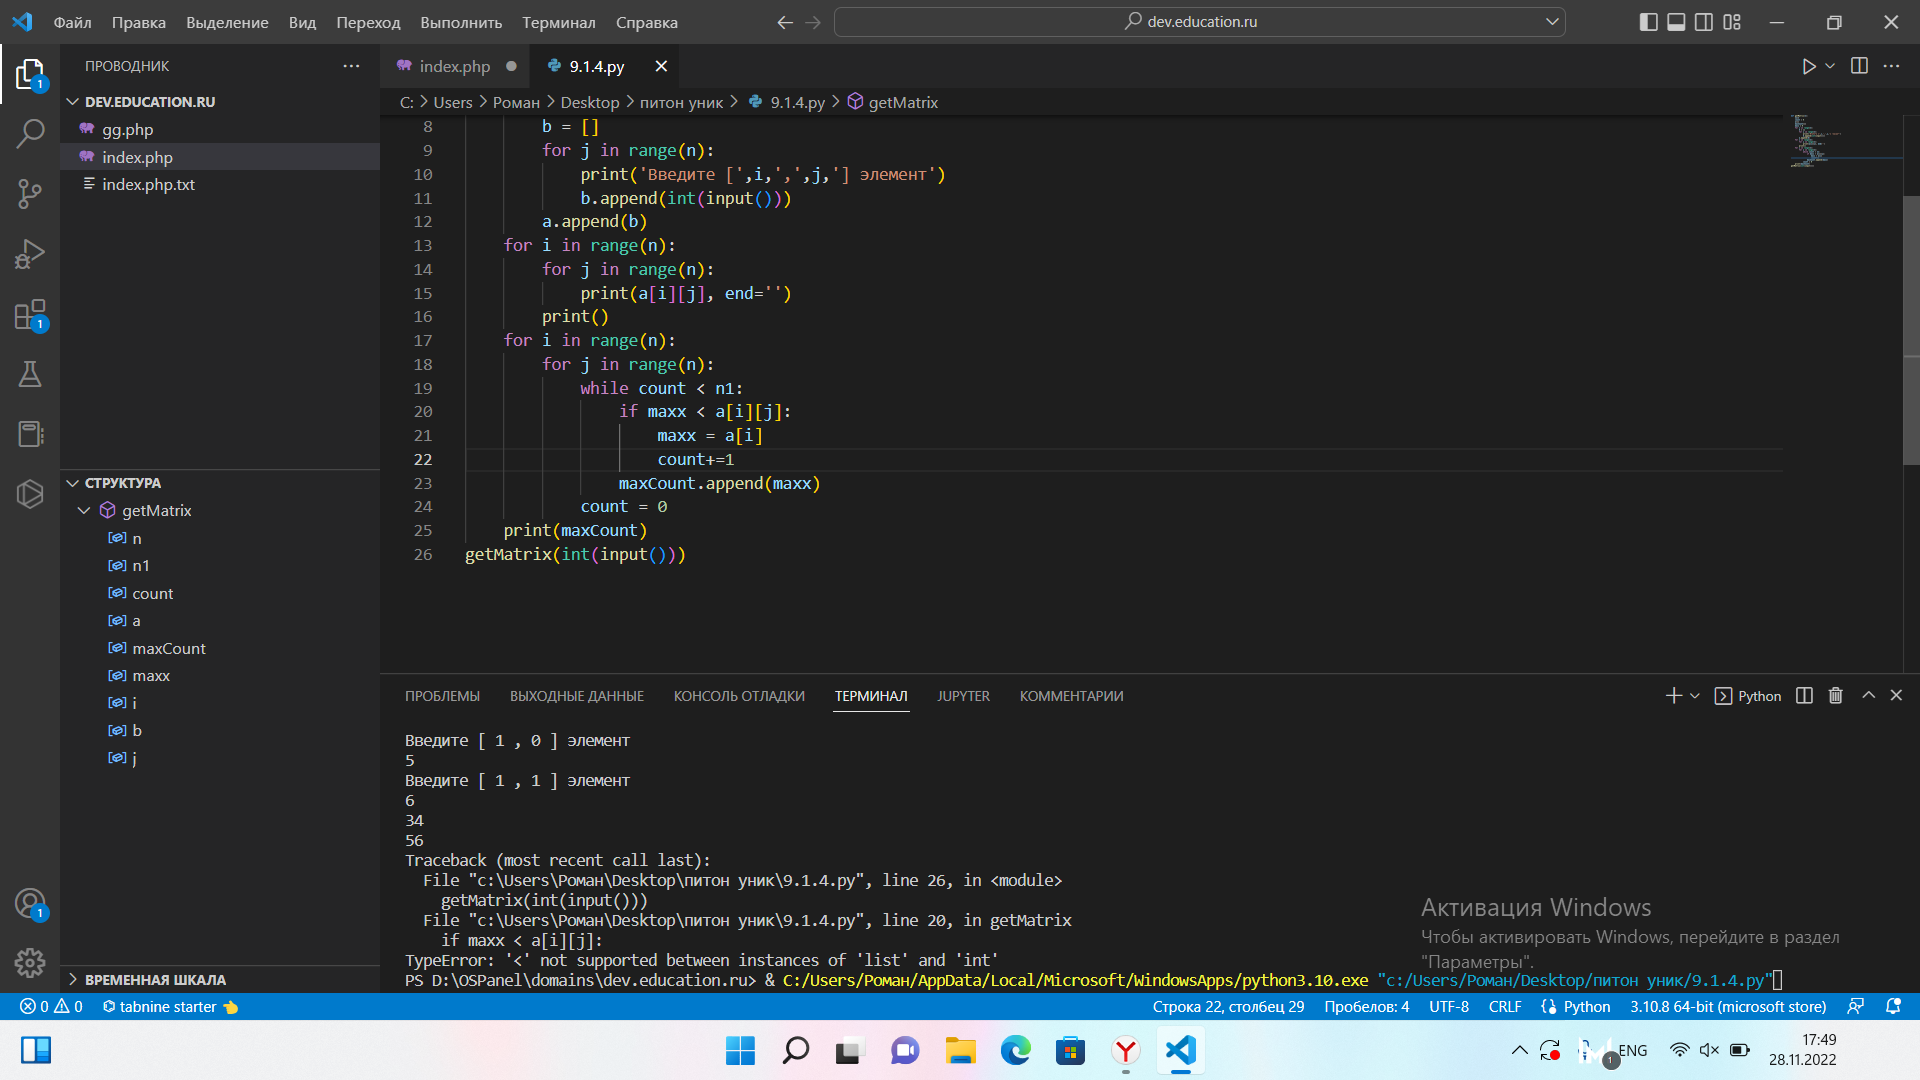 Файл Правка Выделение Вид Переход Выполнить Терминал Справка
dev.education.ru
ПРОВОДНИК
DEV.EDUCATION.RU
gg.php
index.php
index.php.txt
СТРУКТУРА
getMatrix
n
n1
count
a
maxCount
maxx
i
b
j
ВРЕМЕННАЯ ШКАЛА
index.php
9.1.4.py
C: > Users > Роман > Desktop > питон уник > 9.1.4.py > getMatrix
8 b = []
9 for j in range(n):
10 print('Введите [',i,',',j,'] элемент')
11 b.append(int(input()))
12 a.append(b)
13 for i in range(n):
14 for j in range(n):
15 print(a[i][j], end='')
16 print()
17 for i in range(n):
18 for j in range(n):
19 while count < n1:
20 if maxx < a[i][j]:
21 maxx = a[i]
22 count+=1
23 maxCount.append(maxx)
24 count = 0
25 print(maxCount)
26 getMatrix(int(input()))
ПРОБЛЕМЫ ВЫХОДНЫЕ ДАННЫЕ КОНСОЛЬ ОТЛАДКИ ТЕРМИНАЛ JUPYTER КОММЕНТАРИИ
Python
Введите [ 1 , 0 ] элемент
5
Введите [ 1 , 1 ] элемент
6
34
56
Traceback (most recent call last):
File "c:\Users\Роман\Desktop\питон уник\9.1.4.py", line 26, in <module>
getMatrix(int(input()))
File "c:\Users\Роман\Desktop\питон уник\9.1.4.py", line 20, in getMatrix
if maxx < a[i][j]:
TypeError: '<' not supported between instances of 'list' and 'int'
PS D:\OSPanel\domains\dev.education.ru> & C:/Users/Роман/AppData/Local/Microsoft/WindowsApps/python3.10.exe "c:/Users/Роман/Desktop/питон уник/9.1.4.py"
Активация Windows
Чтобы активировать Windows, перейдите в раздел
"Параметры".
1
1
1
0 0 tabnine starter
Строка 22, столбец 29 Пробелов: 4 UTF-8 CRLF Python 3.10.8 64-bit (microsoft store)
1
ENG
17:49
28.11.2022